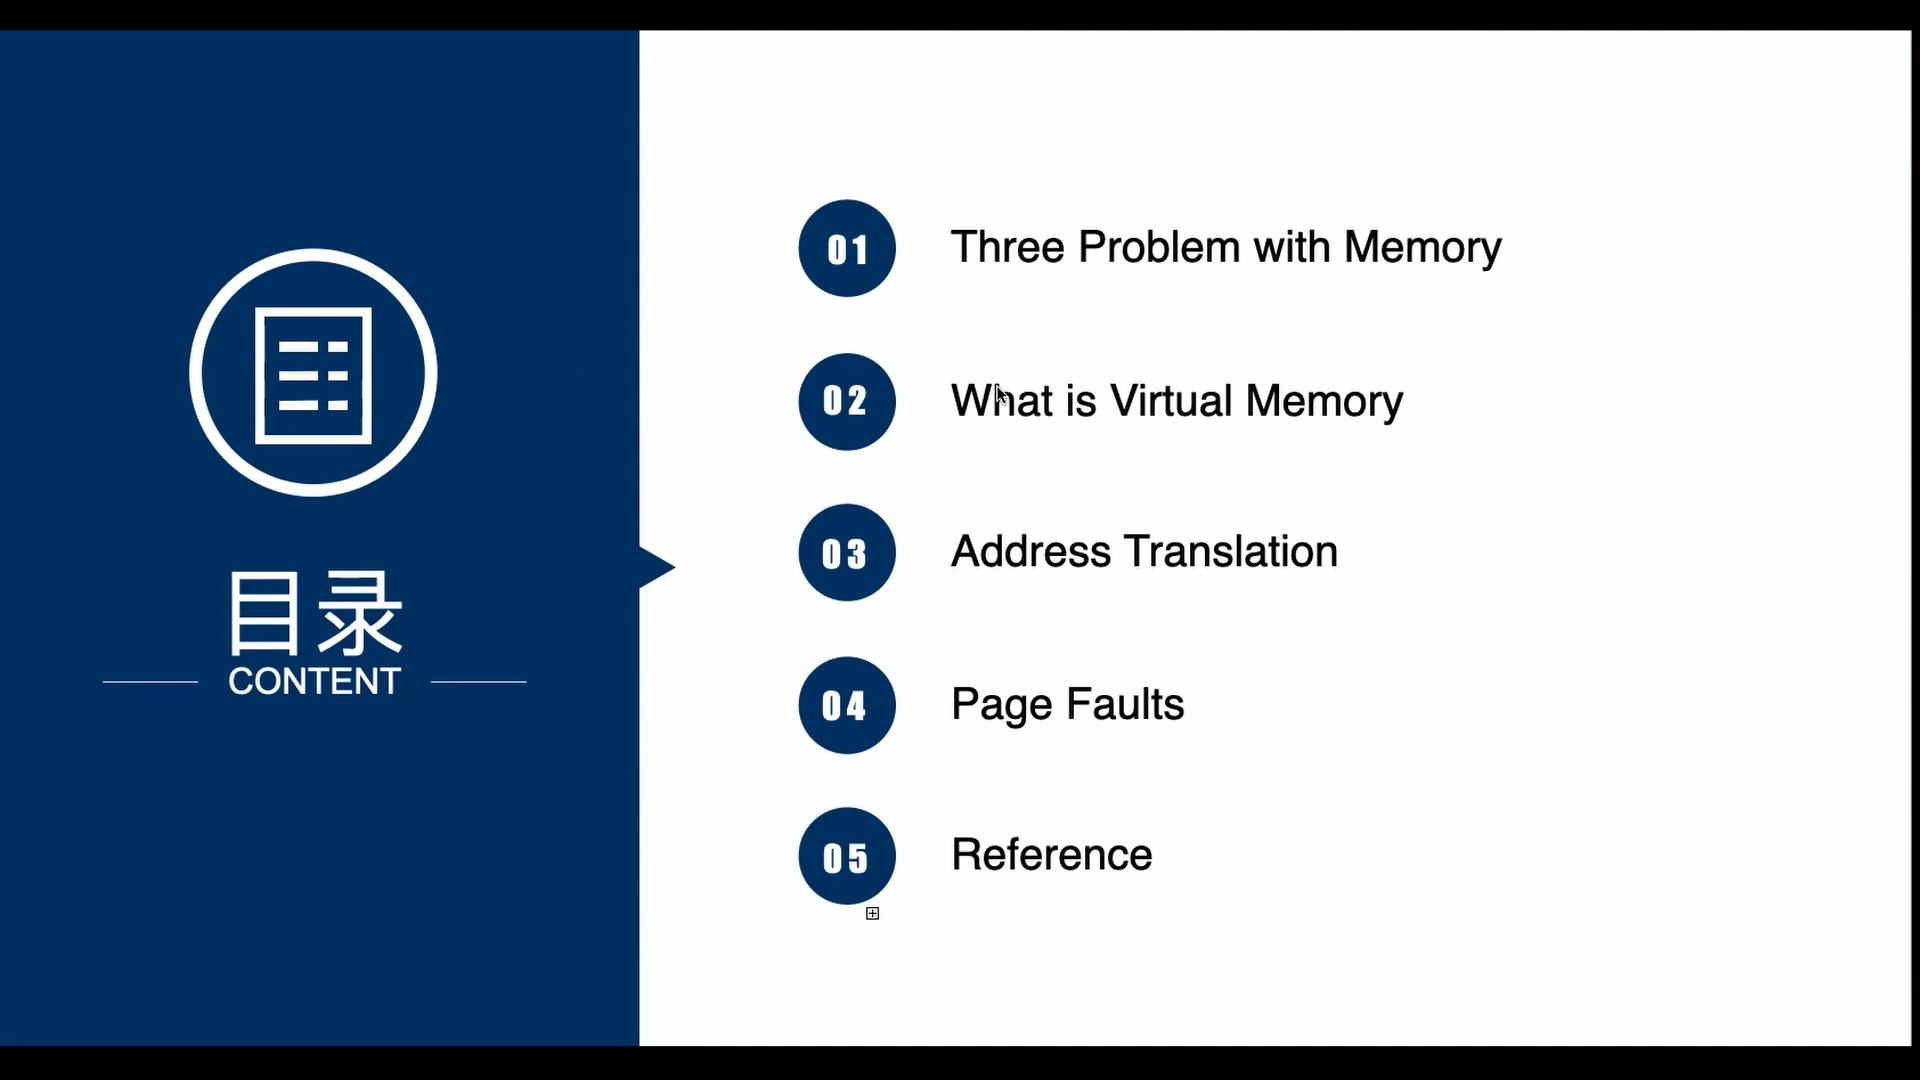 目录
CONTENT
01 Three Problem with Memory
02 What is Virtual Memory
03 Address Translation
04 Page Faults
05 Reference